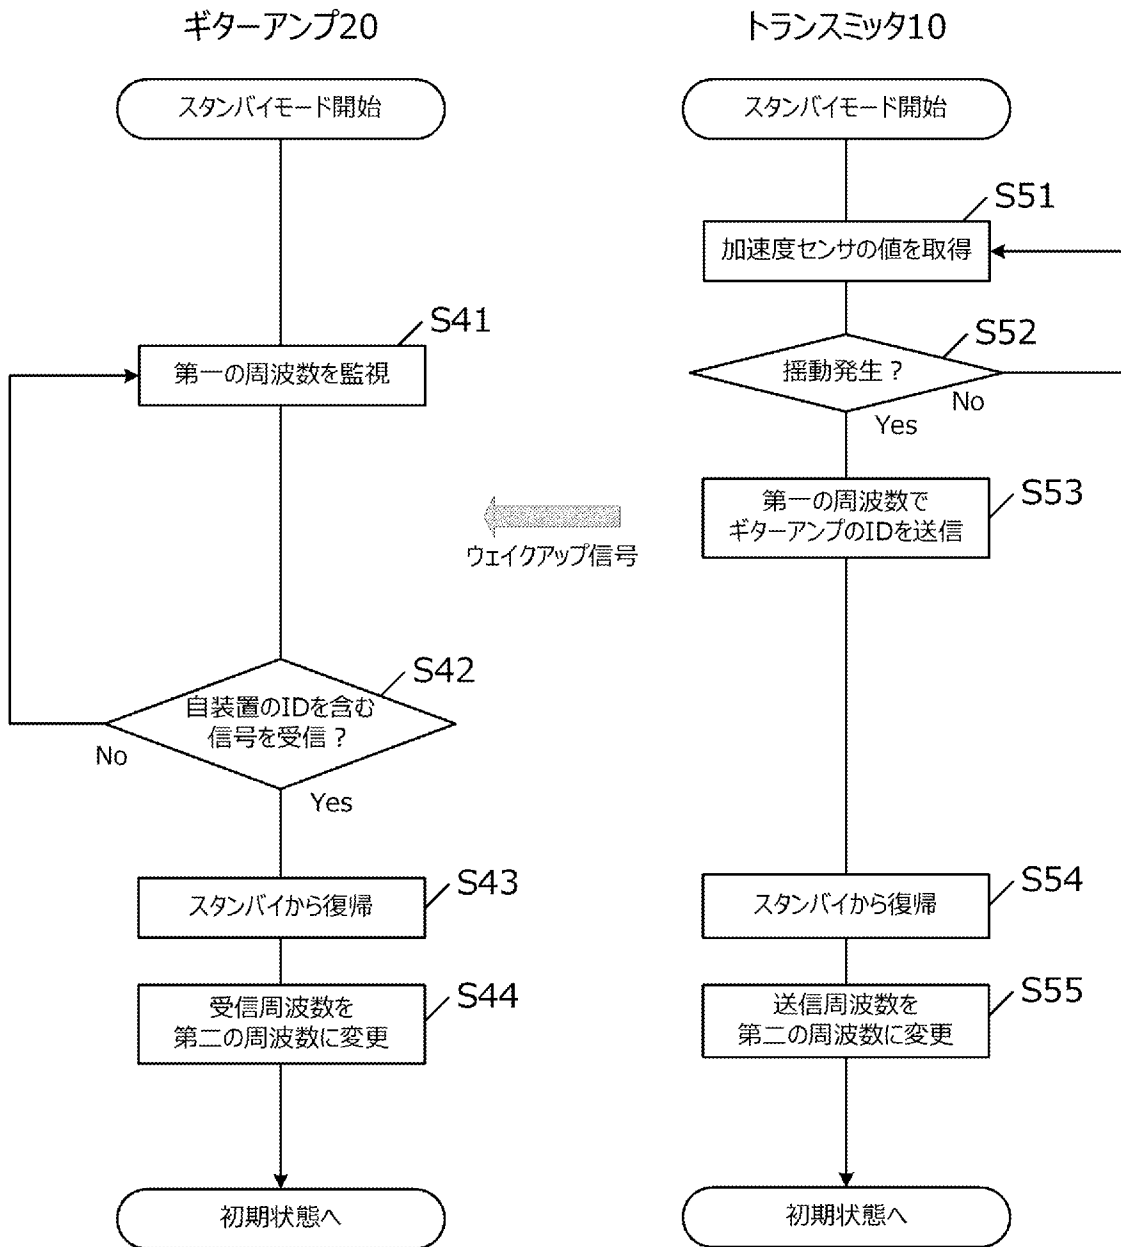 ギターアンプ20
スタンバイモード開始
S41
第一の周波数を監視
S42
自装置のIDを含む
信号を受信？
No
Yes
S43
スタンバイから復帰
S44
受信周波数を
第二の周波数に変更
初期状態へ
ウェイクアップ信号
トランスミッタ10
スタンバイモード開始
S51
加速度センサの値を取得
S52
揺動発生？
No
Yes
S53
第一の周波数で
ギターアンプのIDを送信
S54
スタンバイから復帰
S55
送信周波数を
第二の周波数に変更
初期状態へ